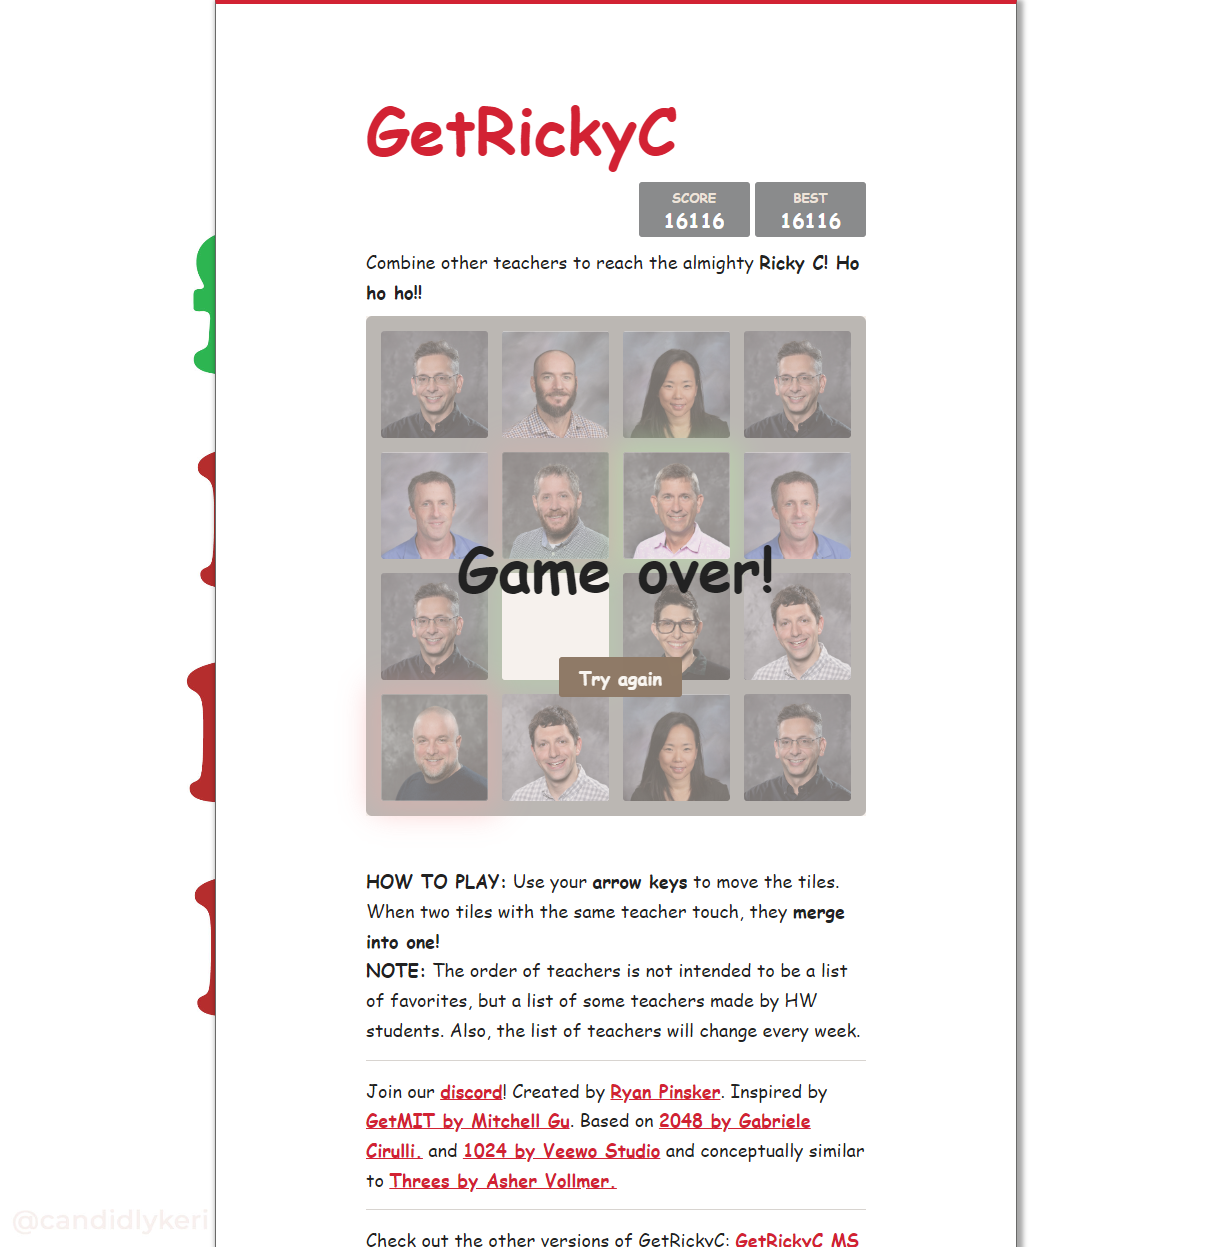 GetRickyC
SCORE
16116
BEST
16116
Combine other teachers to reach the almighty Ricky C! Ho
ho ho!!
Game over!
Try again
HOW TO PLAY: Use your arrow keys to move the tiles.
When two tiles with the same teacher touch, they merge
into one!
NOTE: The order of teachers is not intended to be a list
of favorites, but a list of some teachers made by HW
students. Also, the list of teachers will change every week.
Join our discord! Created by Ryan Pinsker. Inspired by
GetMIT by Mitchell Gu. Based on 2048 by Gabriele
Cirulli. and 1024 by Veewo Studio and conceptually similar
to Threes by Asher Vollmer.
@candidlykeri
Check out the other versions of GetRickyC: GetRickyC MS